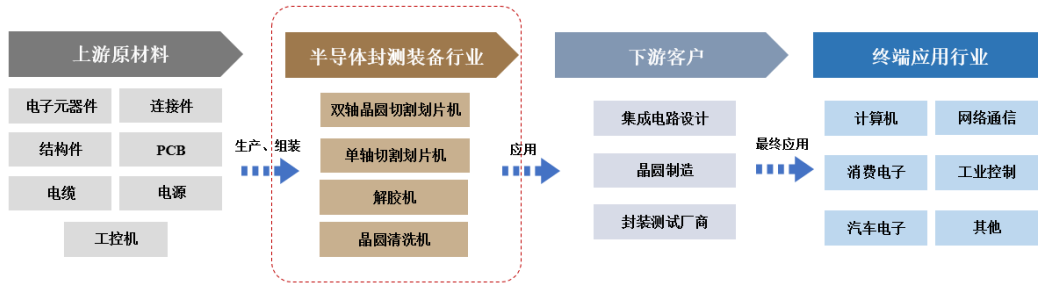 上游原材料
电子元器件
连接件
结构件
PCB
电缆
电源
工控机
生产、组装
半导体封测装备行业
双轴晶圆切割划片机
单轴切割划片机
解胶机
晶圆清洗机
应用
下游客户
集成电路设计
晶圆制造
封装测试厂商
最终应用
终端应用行业
计算机
网络通信
消费电子
工业控制
汽车电子
其他